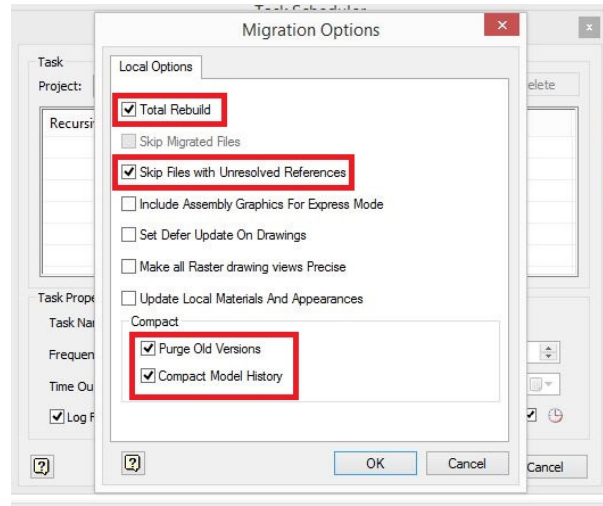 Task Scheduler
Migration Options
Task
Project:
elete
Recursi
Local Options
Total Rebuild
Skip Migrated Files
Skip Files with Unresolved References
Include Assembly Graphics For Express Mode
Set Defer Update On Drawings
Make all Raster drawing views Precise
Update Local Materials And Appearances
Compact
Purge Old Versions
Compact Model History
Task Prope
Task Nar
Frequen
Time Ou
Log F
OK
Cancel
Cancel